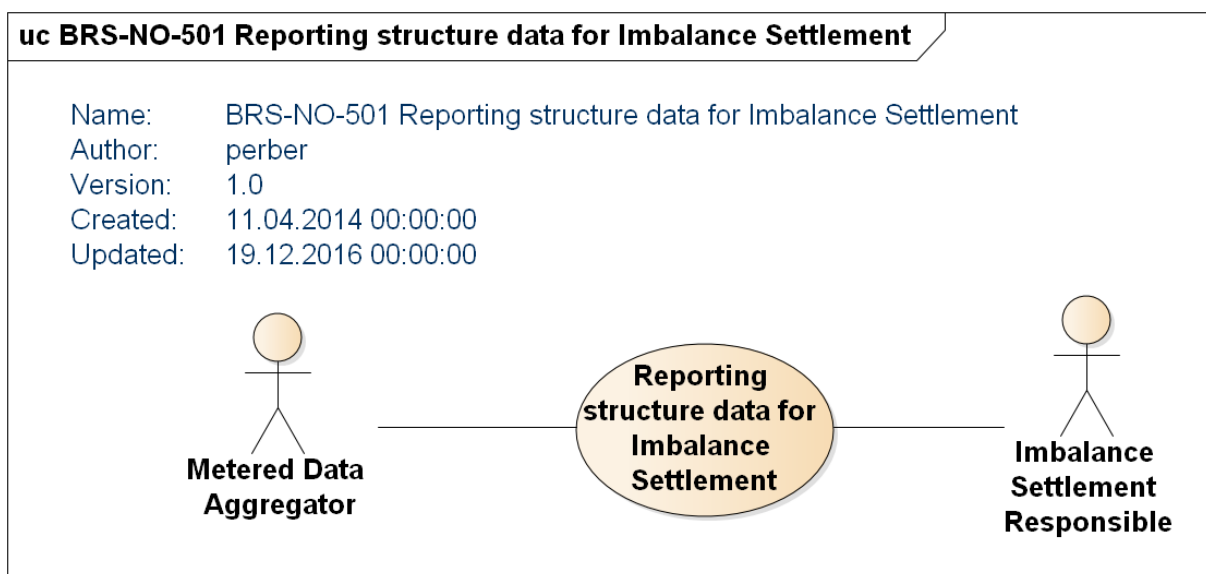 uc BRS-NO-501 Reporting structure data for Imbalance Settlement
Name: BRS-NO-501 Reporting structure data for Imbalance Settlement
Author: perber
Version: 1.0
Created: 11.04.2014 00:00:00
Updated: 19.12.2016 00:00:00
Metered Data
Aggregator
Reporting
structure data for
Imbalance
Settlement
Imbalance
Settlement
Responsible